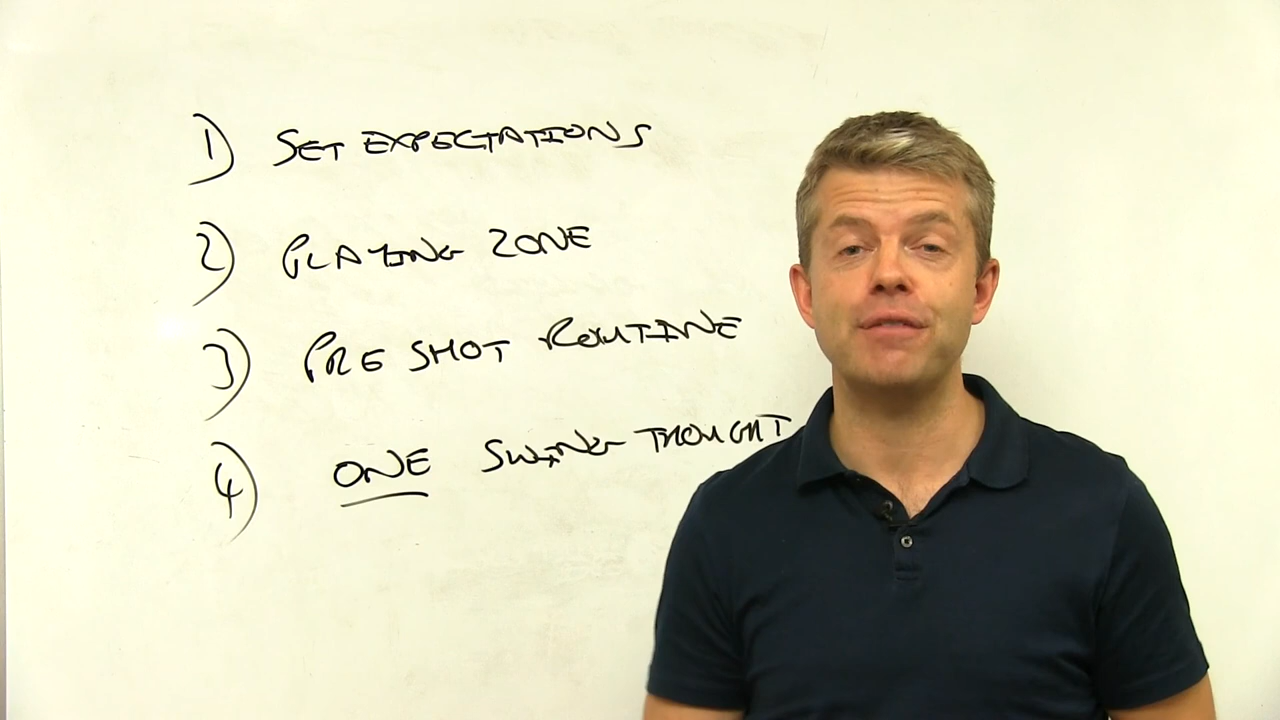 1) SET EXPECTATIONS
2) PLAYING ZONE
3) PRE SHOT ROUTINE
4) ONE SWING THOUGHT